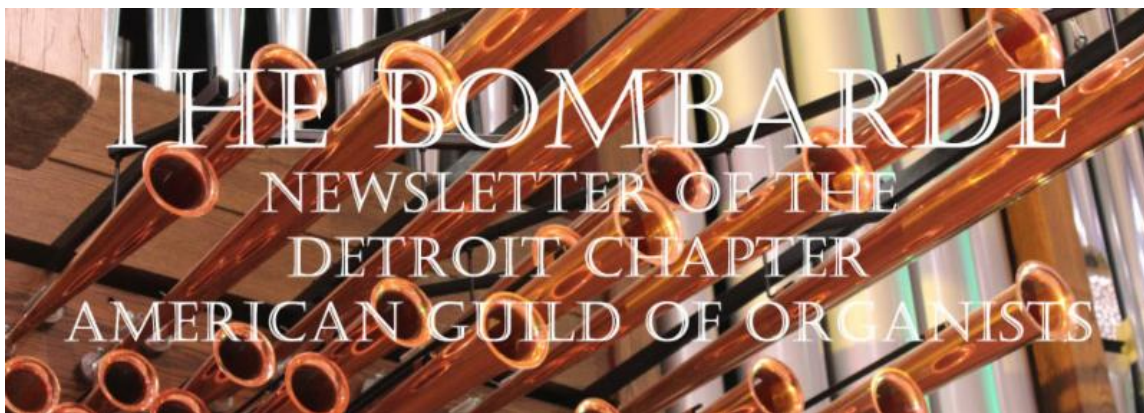 THE BOMBARDE
NEWSLETTER OF THE
DETROIT CHAPTER
AMERICAN GUILD OF ORGANISTS